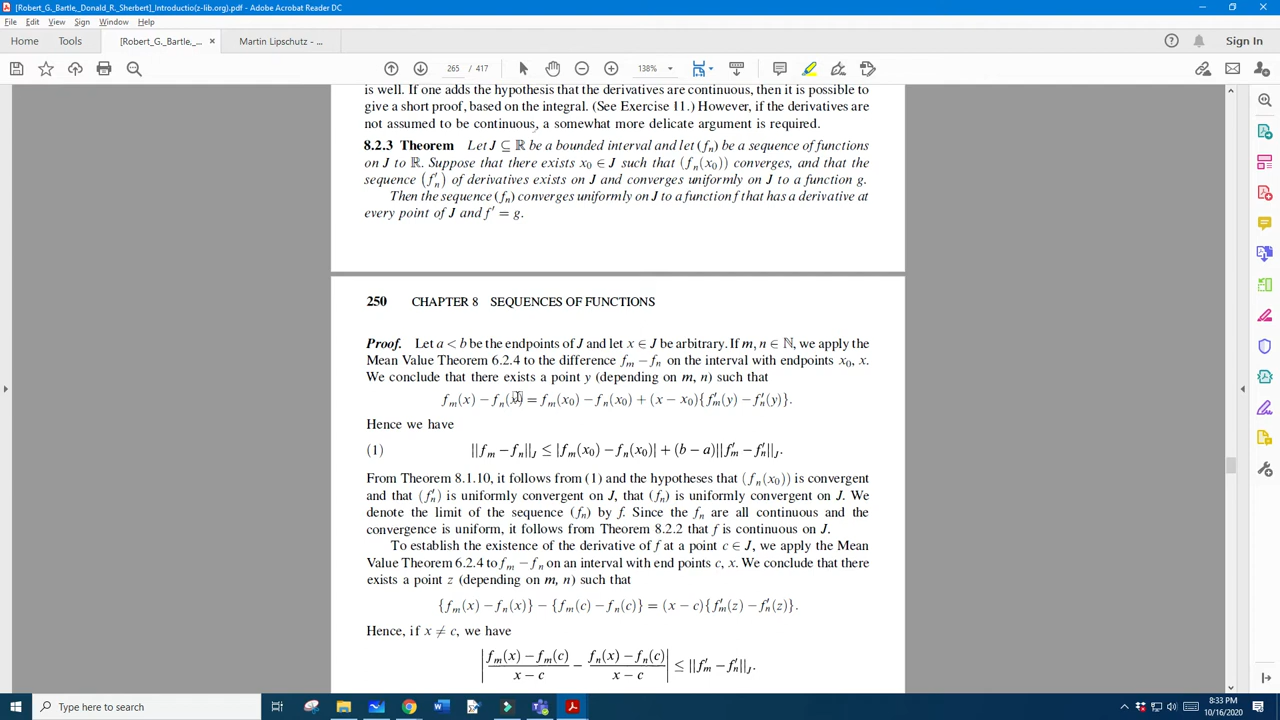 [Robert_G._Bartle_Donald_R._Sherbert]_Introductio(z-lib.org).pdf - Adobe Acrobat Reader DC
File Edit View Sign Window Help
Home Tools [Robert_G._Bartle,_... × Martin Lipschutz - ... Sign In
265 / 417 138%
is well. If one adds the hypothesis that the derivatives are continuous, then it is possible to
give a short proof, based on the integral. (See Exercise 11.) However, if the derivatives are
not assumed to be continuous, a somewhat more delicate argument is required.
8.2.3 Theorem Let J ⊆ ℝ be a bounded interval and let (fₙ) be a sequence of functions
on J to ℝ. Suppose that there exists x₀ ∈ J such that (fₙ(x₀)) converges, and that the
sequence (f′ₙ) of derivatives exists on J and converges uniformly on J to a function g.
Then the sequence (fₙ) converges uniformly on J to a function f that has a derivative at
every point of J and f′ = g.
250 CHAPTER 8 SEQUENCES OF FUNCTIONS
Proof. Let a < b be the endpoints of J and let x ∈ J be arbitrary. If m, n ∈ ℕ, we apply the
Mean Value Theorem 6.2.4 to the difference fₘ − fₙ on the interval with endpoints x₀, x.
We conclude that there exists a point y (depending on m, n) such that
fₘ(x) − fₙ(x) = fₘ(x₀) − fₙ(x₀) + (x − x₀){f′ₘ(y) − f′ₙ(y)}.
Hence we have
(1) ||fₘ − fₙ||J ≤ |fₘ(x₀) − fₙ(x₀)| + (b − a)||f′ₘ − f′ₙ||J.
From Theorem 8.1.10, it follows from (1) and the hypotheses that (fₙ(x₀)) is convergent
and that (f′ₙ) is uniformly convergent on J, that (fₙ) is uniformly convergent on J. We
denote the limit of the sequence (fₙ) by f. Since the fₙ are all continuous and the
convergence is uniform, it follows from Theorem 8.2.2 that f is continuous on J.
To establish the existence of the derivative of f at a point c ∈ J, we apply the Mean
Value Theorem 6.2.4 to fₘ − fₙ on an interval with end points c, x. We conclude that there
exists a point z (depending on m, n) such that
{fₘ(x) − fₙ(x)} − {fₘ(c) − fₙ(c)} = (x − c){f′ₘ(z) − f′ₙ(z)}.
Hence, if x ≠ c, we have
|(fₘ(x) − fₘ(c))/(x − c) − (fₙ(x) − fₙ(c))/(x − c)| ≤ ||f′ₘ − f′ₙ||J.
Type here to search
8:33 PM
10/16/2020